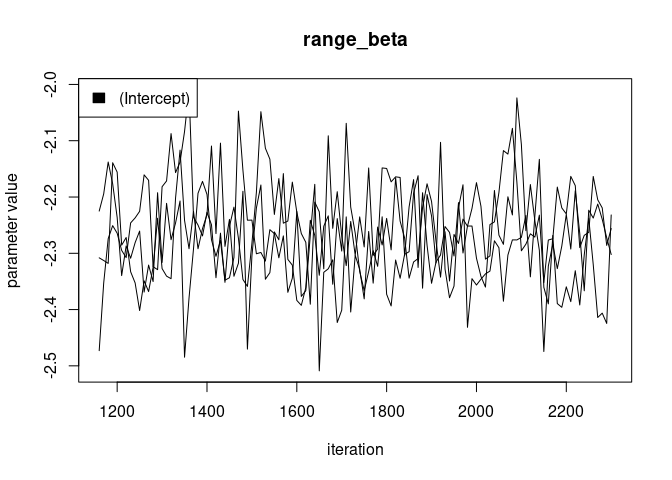 range_beta
(Intercept)
parameter value
-2.0
-2.1
-2.2
-2.3
-2.4
-2.5
1200 1400 1600 1800 2000 2200
iteration